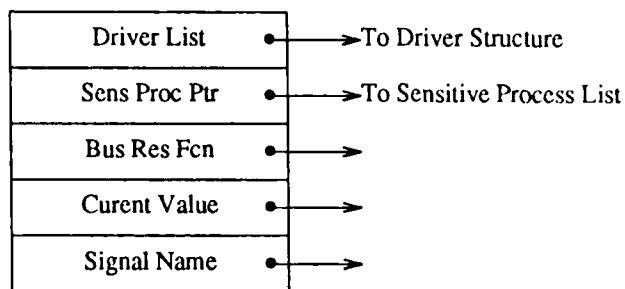 Driver List To Driver Structure
Sens Proc Ptr To Sensitive Process List
Bus Res Fcn
Curent Value
Signal Name